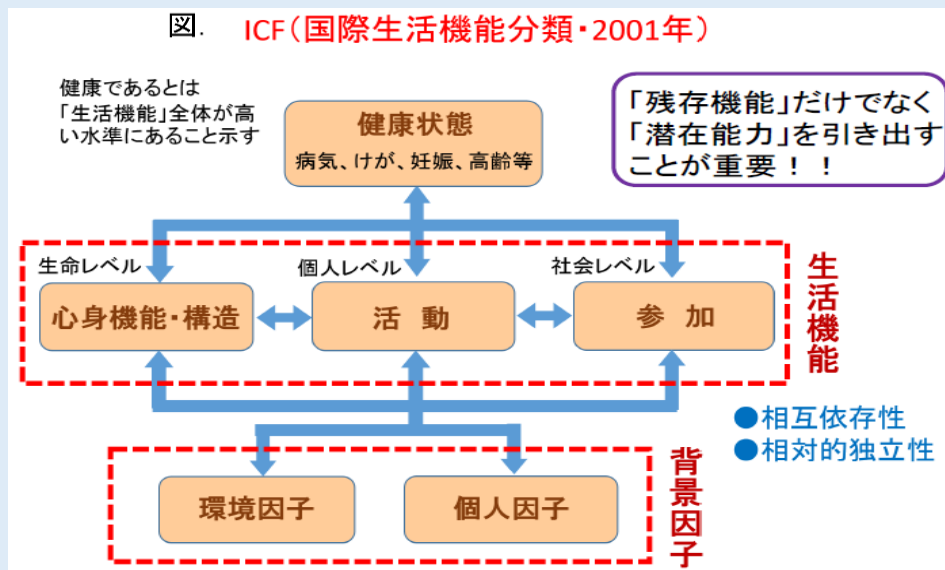 図. ICF(国際生活機能分類・2001年)
健康であるとは
「生活機能」全体が高
い水準にあること示す
健康状態
病気、けが、妊娠、高齢等
「残存機能」だけでなく
「潜在能力」を引き出す
ことが重要！！
生命レベル
個人レベル
社会レベル
心身機能・構造
活 動
参 加
生活機能
●相互依存性
●相対的独立性
環境因子
個人因子
背景因子